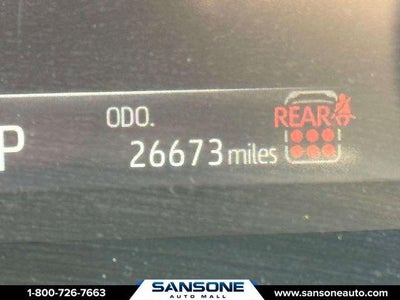 ODO.
REAR
P
26673 miles
1-800-726-7663
SANSONE
AUTO MALL
www.sansoneauto.com